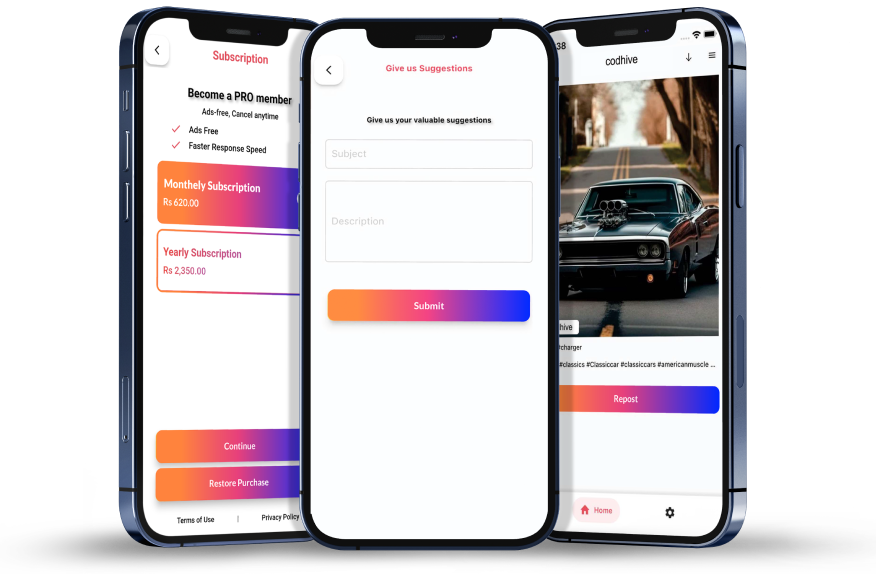 Subscription
Become a PRO member
Ads-free, Cancel anytime
Ads Free
Faster Response Speed
Monthely Subscription
Rs 620.00
Yearly Subscription
Rs 2,350.00
Continue
Restore Purchase
Terms of Use | Privacy Policy
Give us Suggestions
Give us your valuable suggestions
Subject
Description
Submit
38
codhive
hive
#charger
#classics #Classiccar #classiccars #americanmuscle ...
Repost
Home